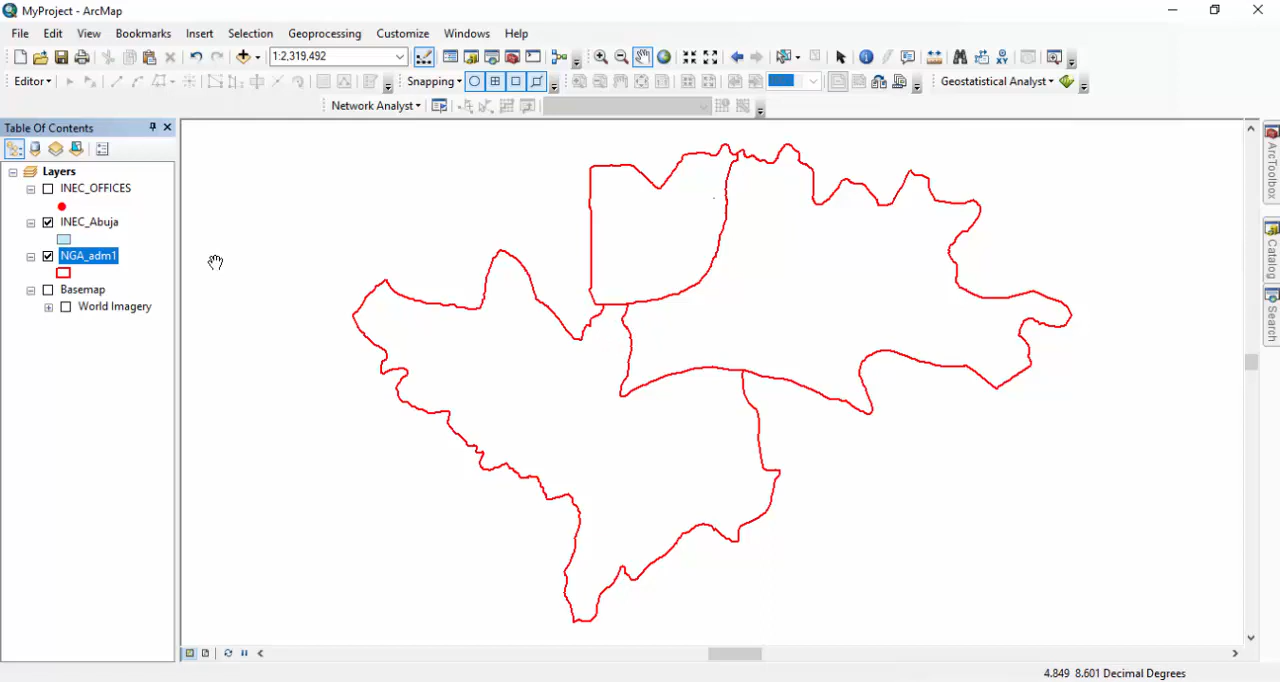 MyProject - ArcMap
File Edit View Bookmarks Insert Selection Geoprocessing Customize Windows Help
1:2,319,492
Editor Snapping Geostatistical Analyst
Network Analyst
Table Of Contents
Layers
INEC_OFFICES
INEC_Abuja
NGA_adm1
Basemap
World Imagery
ArcToolbox
Catalog
Search
4.849 8.601 Decimal Degrees